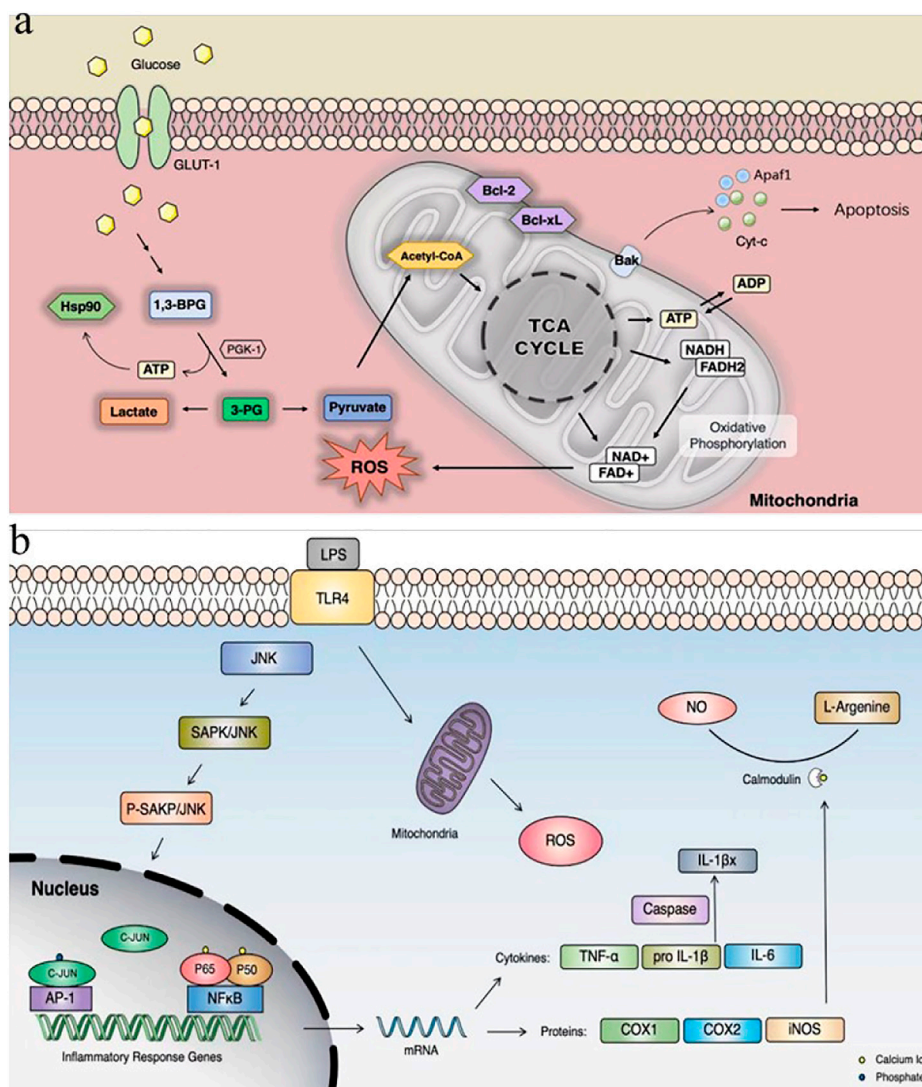 a
Glucose
GLUT-1
Bcl-2
Bcl-xL
Apaf1
Cyt-c
Apoptosis
Acetyl-CoA
Bak
Hsp90
1,3-BPG
TCA
CYCLE
ATP
ADP
PGK-1
NADH
FADH2
ATP
Lactate
3-PG
Pyruvate
Oxidative
Phosphorylation
ROS
NAD+
FAD+
Mitochondria
b
LPS
TLR4
JNK
NO
L-Argenine
SAPK/JNK
Calmodulin
P-SAKP/JNK
Mitochondria
ROS
IL-1βx
Nucleus
Caspase
C-JUN
Cytokines:
TNF-α
pro IL-1β
IL-6
C-JUN
P65
P50
AP-1
NFκB
mRNA
Proteins:
COX1
COX2
iNOS
Inflammatory Response Genes
Calcium Io
Phosphate